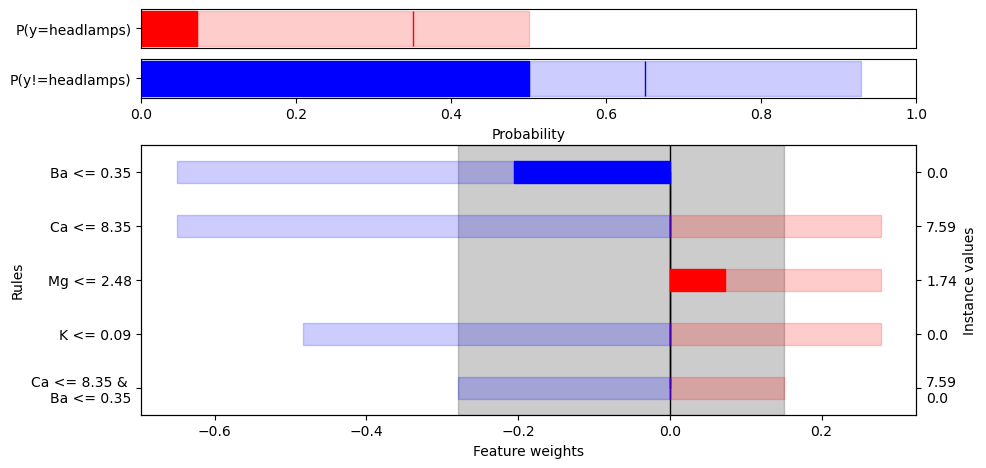 P(y=headlamps)
P(y!=headlamps)
0.0 0.2 0.4 0.6 0.8 1.0
Probability
Ba <= 0.35 0.0
Ca <= 8.35 7.59
Mg <= 2.48 1.74
K <= 0.09 0.0
Ca <= 8.35 & 7.59
Ba <= 0.35 0.0
Rules
Instance values
−0.6 −0.4 −0.2 0.0 0.2
Feature weights